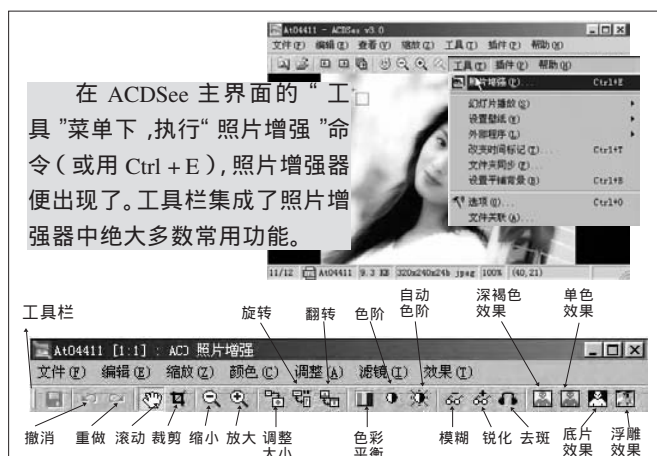 At04411 - ACDSee v3.0
文件(F) 编辑(E) 查看(V) 缩放(Z) 工具(T) 插件(P) 帮助(H)
工具(T) 插件(P) 帮助(H)
照片增强(P)... Ctrl+E
幻灯片播放(S)
设置壁纸(W)
外部程序(L)
改变时间标记(T)... Ctrl+T
文件夹同步(P)...
设置平铺背景(B) Ctrl+B
选项(O)... Ctrl+O
文件关联(A)...
11/12 At04411 9.3 KB 320x240x24b jpeg 100% (40,21)
在 ACDSee 主界面的“工
具”菜单下,执行“照片增强”命
令(或用 Ctrl + E),照片增强器
便出现了。工具栏集成了照片增
强器中绝大多数常用功能。
工具栏 旋转 翻转 色阶 自动色阶 深褐色效果 单色效果
At04411 [1:1] : ACD 照片增强
文件(F) 编辑(E) 缩放(Z) 颜色(C) 调整(A) 滤镜(I) 效果(T)
撤消 重做 滚动 裁剪 缩小 放大 调整大小 色彩平衡 模糊 锐化 去斑 底片效果 浮雕效果